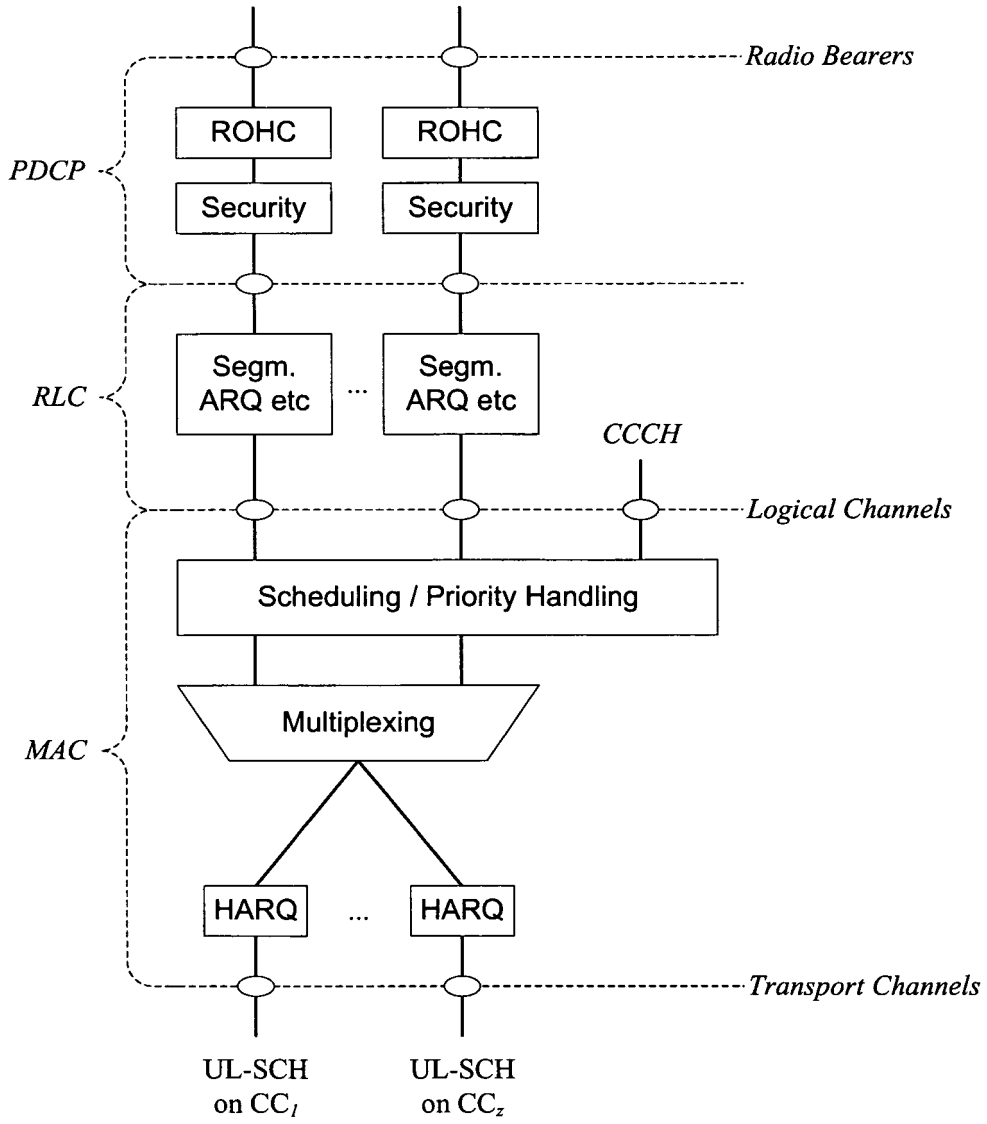 Radio Bearers
ROHC ROHC
PDCP
Security Security
Segm. ARQ etc ... Segm. ARQ etc
RLC
CCCH
Logical Channels
Scheduling / Priority Handling
Multiplexing
MAC
HARQ ... HARQ
Transport Channels
UL-SCH UL-SCH
on CC1 on CCz